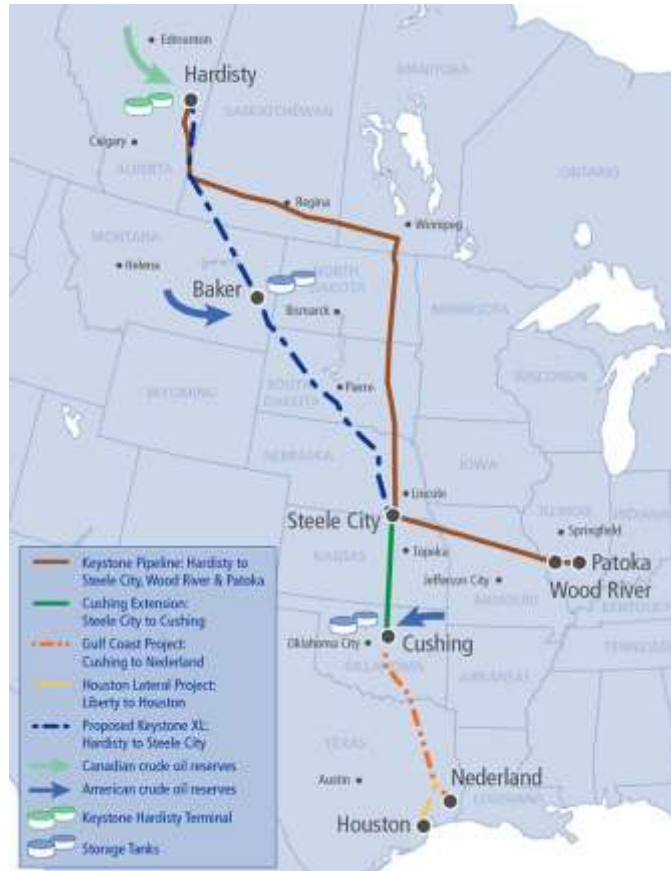 Edmonton
Hardisty
MANITOBA
SASKATCHEWAN
Calgary
ALBERTA
ONTARIO
Regina
Winnipeg
MONTANA
Helena
NORTH
DAKOTA
Baker
Bismarck
MINNESOTA
WISCONSIN
WYOMING
SOUTH
DAKOTA
Pierre
NEBRASKA
IOWA
Lincoln
Steele City
ILLINOIS
INDIANA
Springfield
KANSAS
Topeka
Patoka
Jefferson City
Wood River
MISSOURI
KENTUCKY
TENNESSEE
Oklahoma City
Cushing
OKLAHOMA
ARKANSAS
TEXAS
Austin
Nederland
LOUISIANA
Houston
Keystone Pipeline: Hardisty to
Steele City, Wood River & Patoka
Cushing Extension:
Steele City to Cushing
Gulf Coast Project:
Cushing to Nederland
Houston Lateral Project:
Liberty to Houston
Proposed Keystone XL:
Hardisty to Steele City
Canadian crude oil reserves
American crude oil reserves
Keystone Hardisty Terminal
Storage Tanks